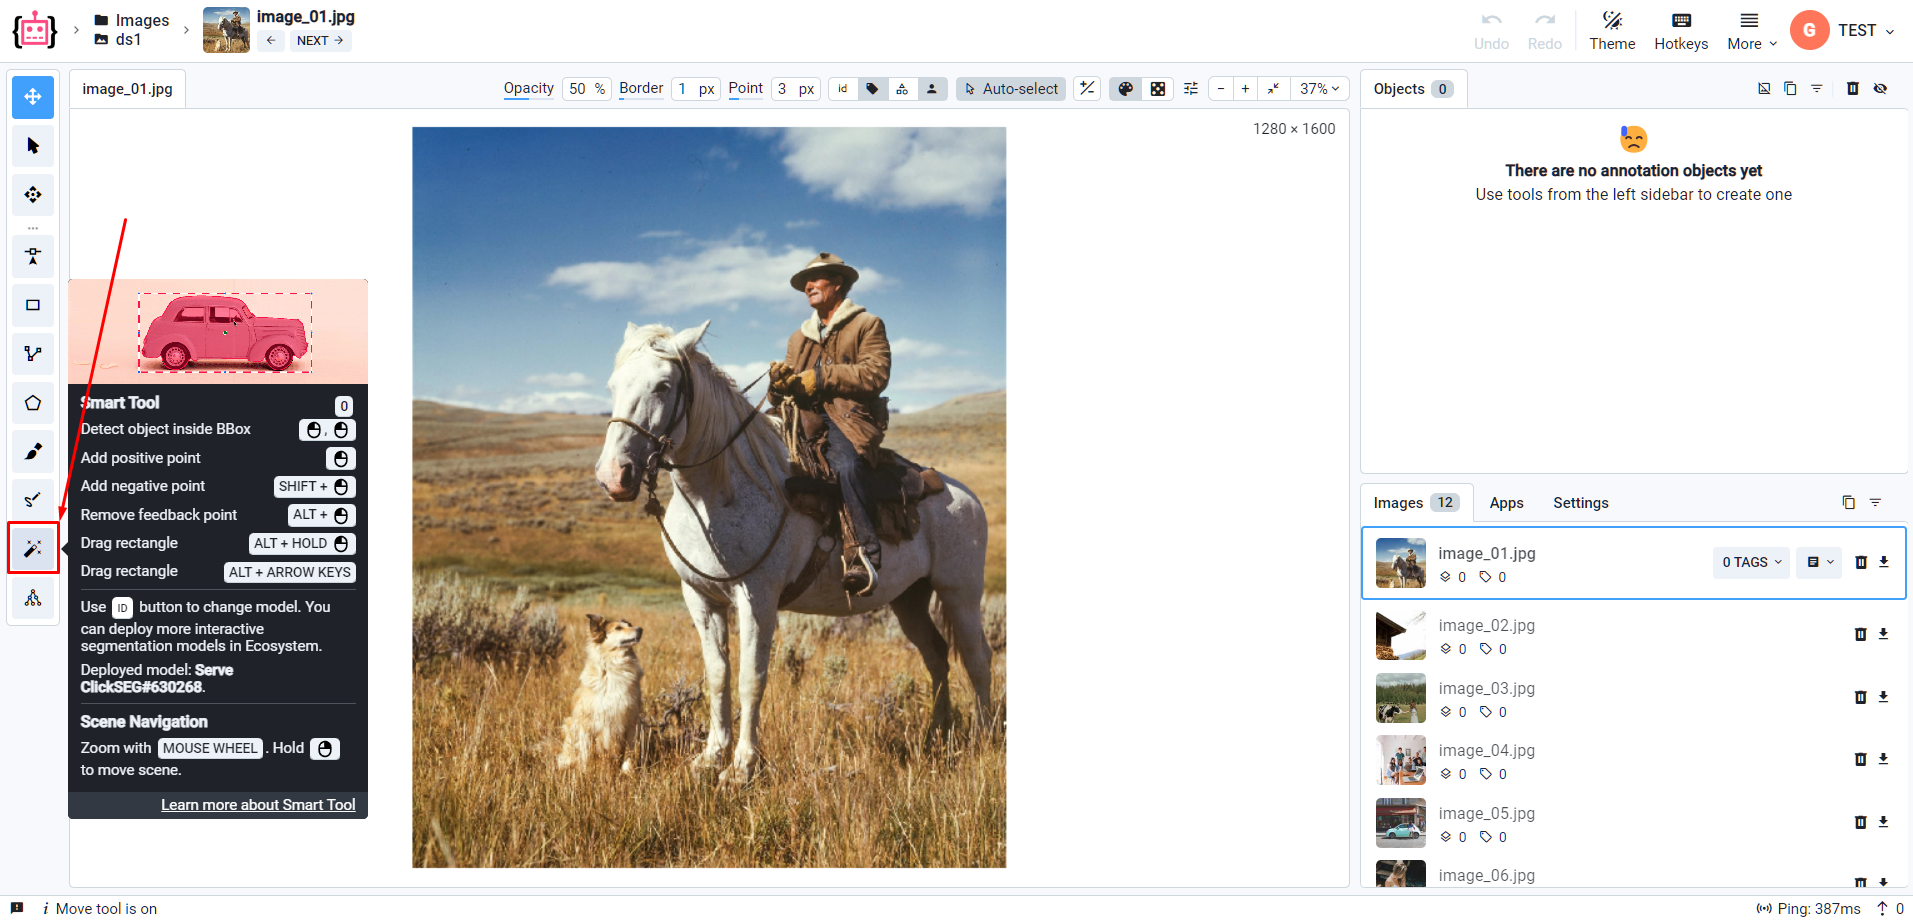 Images
ds1
image_01.jpg
NEXT
Undo
Redo
Theme
Hotkeys
More
G
TEST
image_01.jpg
Opacity 50 % Border 1 px Point 3 px id Auto-select − + 37%
1280 × 1600
Objects 0
There are no annotation objects yet
Use tools from the left sidebar to create one
Smart Tool 0
Detect object inside BBox ,
Add positive point
Add negative point SHIFT +
Remove feedback point ALT +
Drag rectangle ALT + HOLD
Drag rectangle ALT + ARROW KEYS
Use ID button to change model. You
can deploy more interactive
segmentation models in Ecosystem.
Deployed model: Serve
ClickSEG#630268.
Scene Navigation
Zoom with MOUSE WHEEL . Hold
to move scene.
Learn more about Smart Tool
Images 12 Apps Settings
image_01.jpg
0 0
0 TAGS
image_02.jpg
0 0
image_03.jpg
0 0
image_04.jpg
0 0
image_05.jpg
0 0
image_06.jpg
i Move tool is on
Ping: 387ms 0